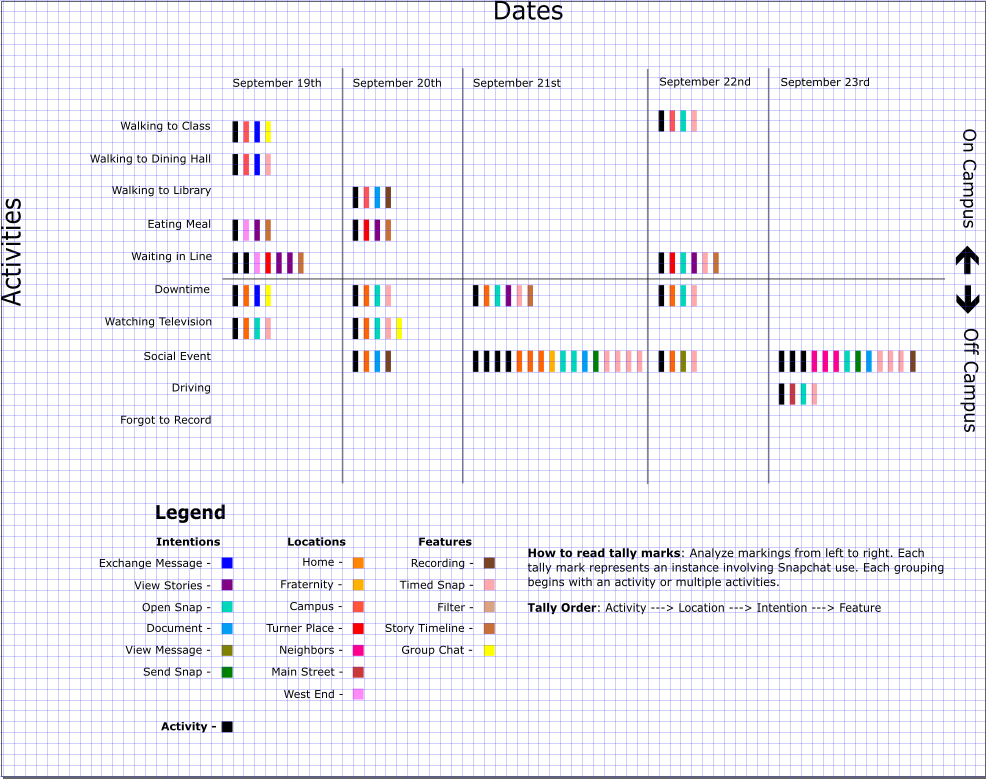 Dates
September 19th
September 20th
September 21st
September 22nd
September 23rd
Activities
Walking to Class
Walking to Dining Hall
Walking to Library
Eating Meal
Waiting in Line
Downtime
Watching Television
Social Event
Driving
Forgot to Record
On Campus
Off Campus
Legend
Intentions
Exchange Message -
View Stories -
Open Snap -
Document -
View Message -
Send Snap -
Activity -
Locations
Home -
Fraternity -
Campus -
Turner Place -
Neighbors -
Main Street -
West End -
Features
Recording -
Timed Snap -
Filter -
Story Timeline -
Group Chat -
How to read tally marks: Analyze markings from left to right. Each
tally mark represents an instance involving Snapchat use. Each grouping
begins with an activity or multiple activities.
Tally Order: Activity ---> Location ---> Intention ---> Feature